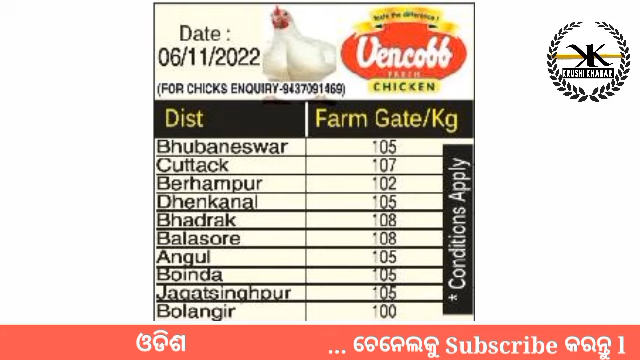 Date :
06/11/2022
(FOR CHICKS ENQUIRY-9437091469)
taste the difference !
Vencobb
FRESH
CHICKEN
KRUSHI KHABAR
Dist Farm Gate/Kg
Bhubaneswar 105
Cuttack 107
Berhampur 102
Dhenkanal 105
Bhadrak 108
Balasore 108
Angul 105
Boinda 105
Jagatsinghpur 105
Bolangir 100
* Conditions Apply
ଓଡିଶ ... ଚେନେଲକୁ Subscribe କରନ୍ତୁ l